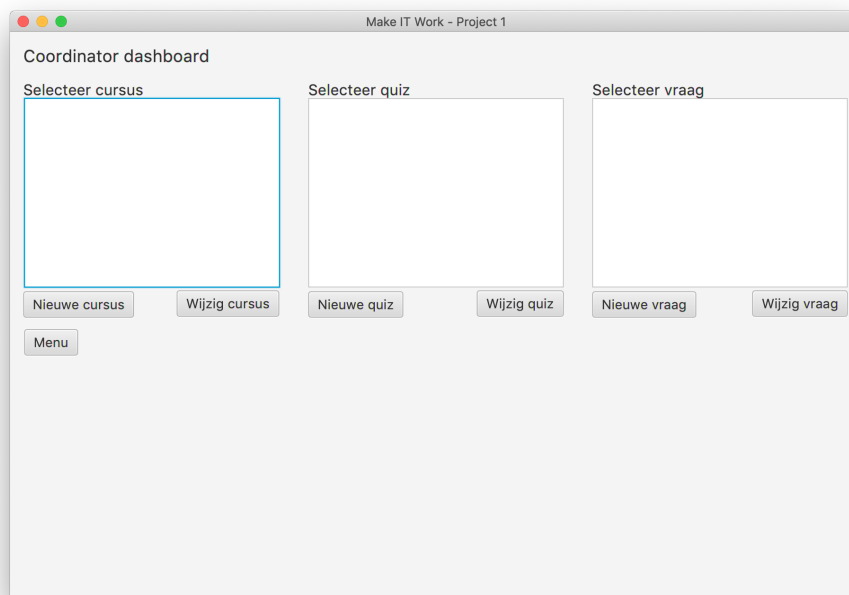 Make IT Work - Project 1
Coordinator dashboard
Selecteer cursus
Selecteer quiz
Selecteer vraag
Nieuwe cursus
Wijzig cursus
Nieuwe quiz
Wijzig quiz
Nieuwe vraag
Wijzig vraag
Menu